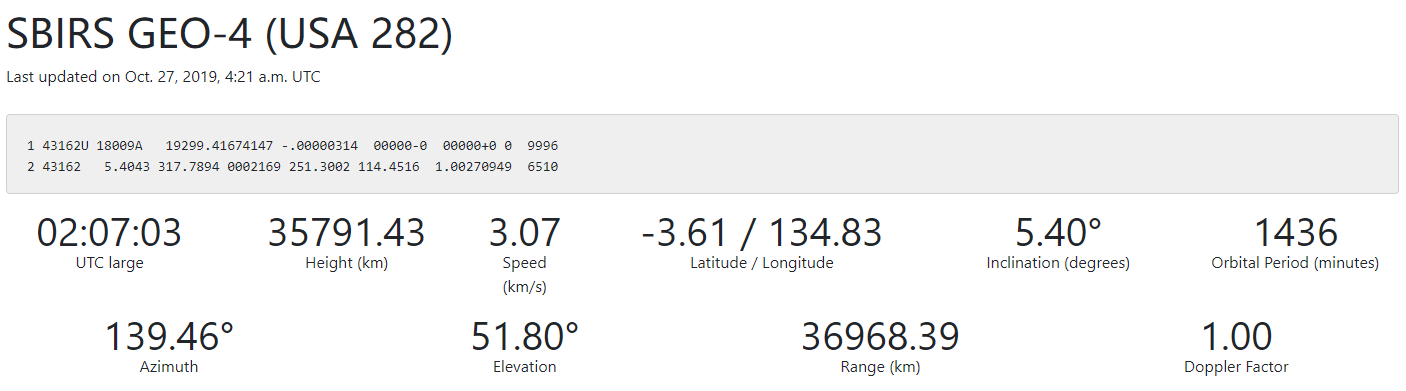 SBIRS GEO-4 (USA 282)
Last updated on Oct. 27, 2019, 4:21 a.m. UTC
1 43162U 18009A   19299.41674147 -.00000314  00000-0  00000+0 0  9996
2 43162   5.4043 317.7894 0002169 251.3002 114.4516  1.00270949  6510
02:07:03 35791.43 3.07 -3.61 / 134.83 5.40° 1436
UTC large Height (km) Speed Latitude / Longitude Inclination (degrees) Orbital Period (minutes)
(km/s)
139.46° 51.80° 36968.39 1.00
Azimuth Elevation Range (km) Doppler Factor